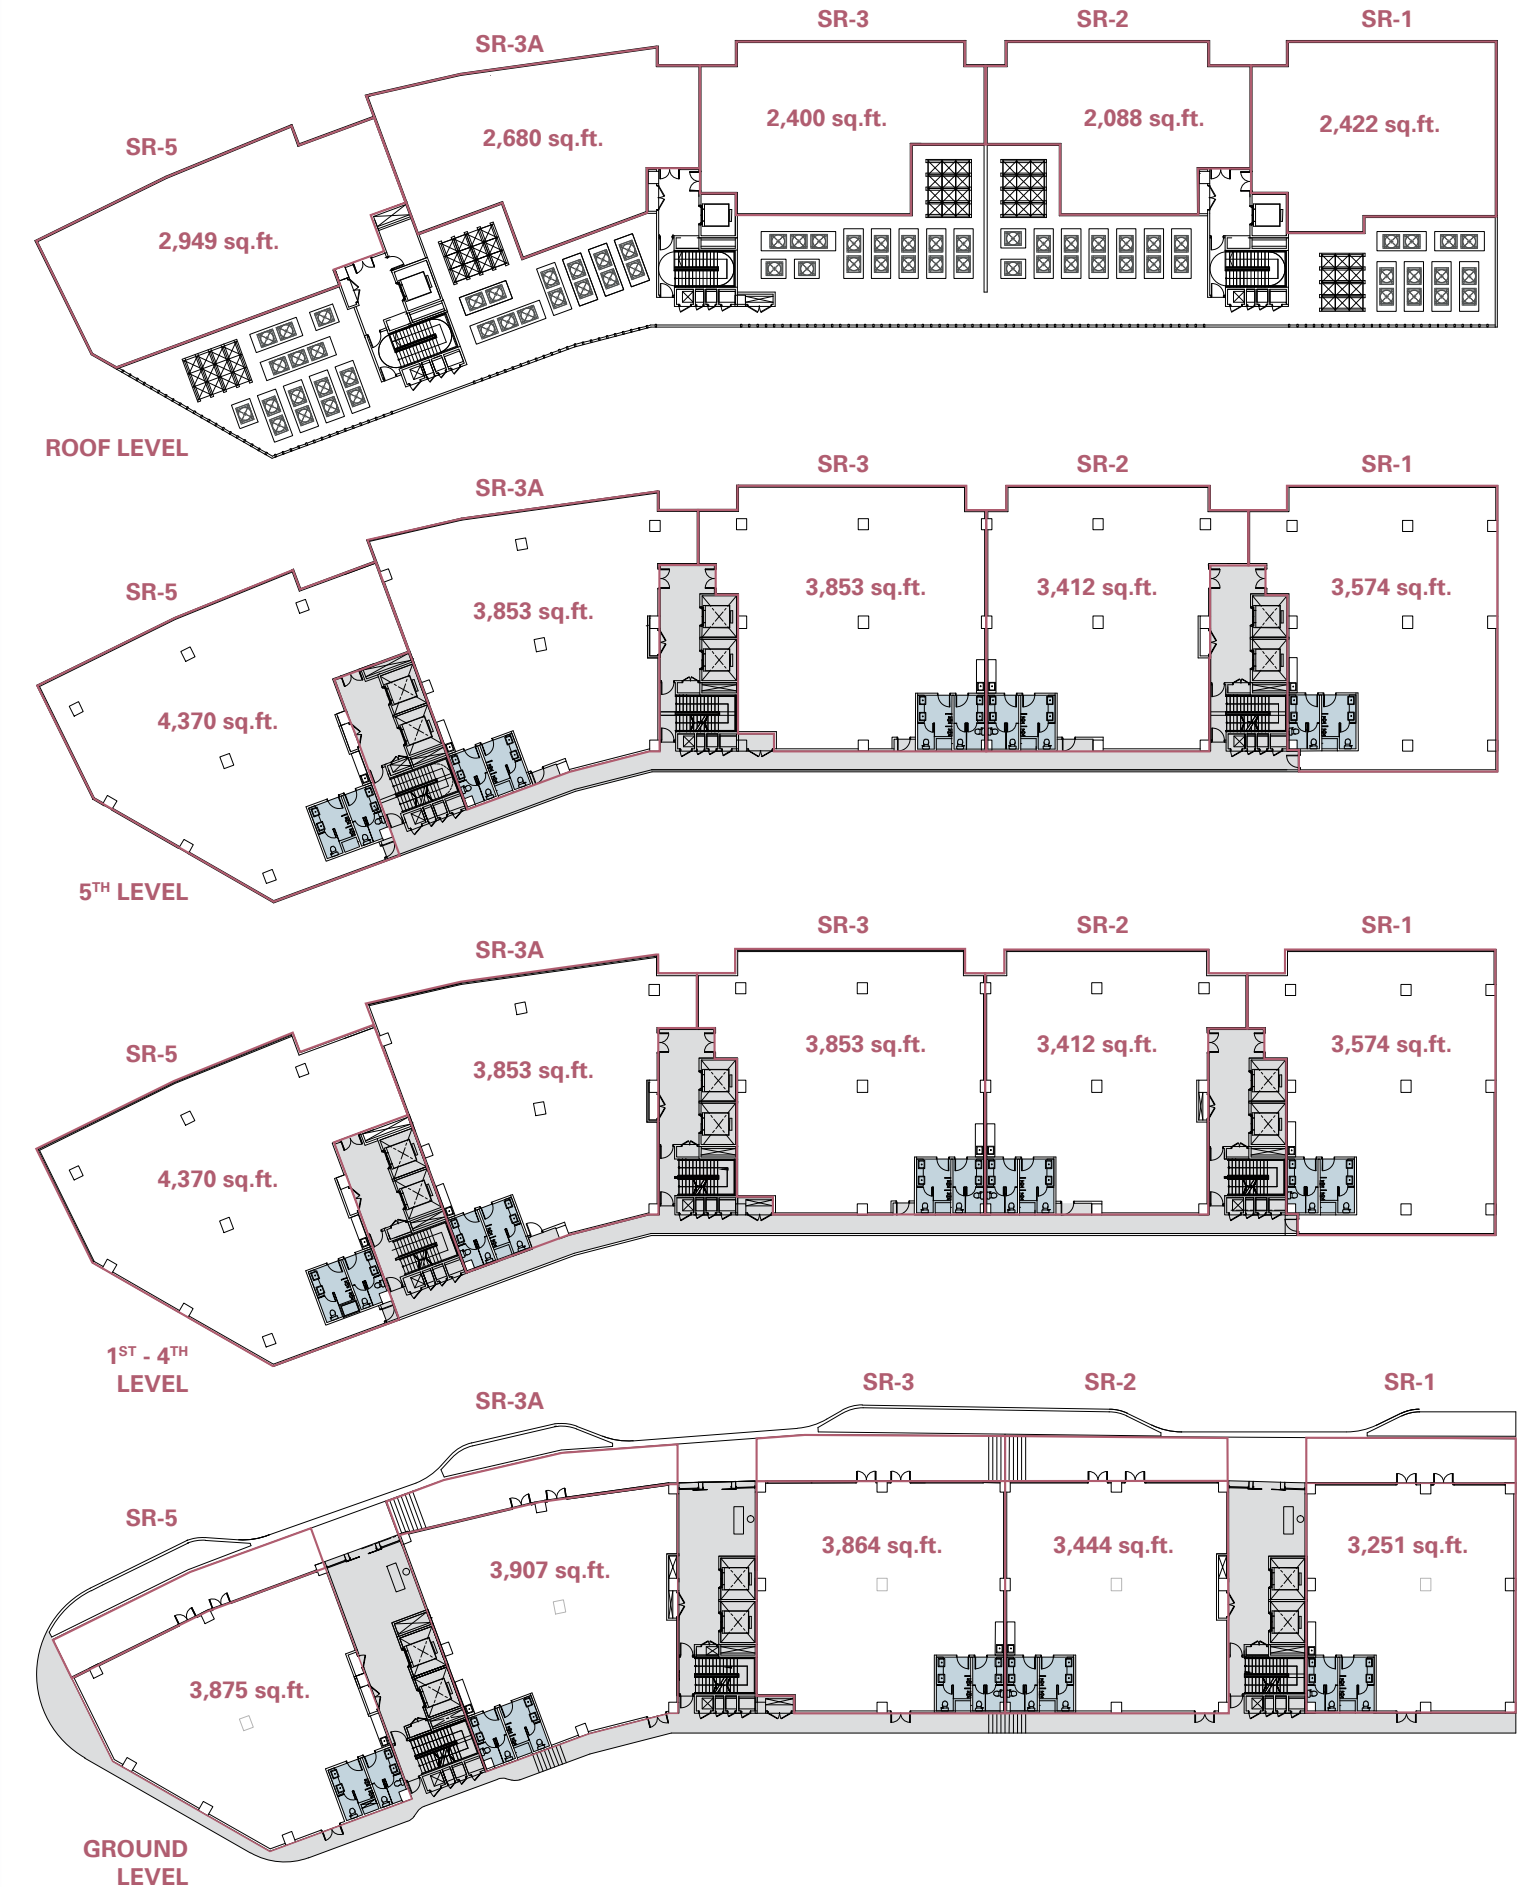 SR-3
SR-2
SR-1
SR-3A
2,400 sq.ft.
2,088 sq.ft.
2,422 sq.ft.
2,680 sq.ft.
SR-5
2,949 sq.ft.
ROOF LEVEL
SR-3
SR-2
SR-1
SR-3A
3,853 sq.ft.
3,412 sq.ft.
3,574 sq.ft.
SR-5
3,853 sq.ft.
4,370 sq.ft.
5TH LEVEL
SR-3
SR-2
SR-1
SR-3A
3,853 sq.ft.
3,412 sq.ft.
3,574 sq.ft.
SR-5
3,853 sq.ft.
4,370 sq.ft.
1ST - 4TH
LEVEL
SR-3
SR-2
SR-1
SR-3A
SR-5
3,864 sq.ft.
3,444 sq.ft.
3,251 sq.ft.
3,907 sq.ft.
3,875 sq.ft.
GROUND
LEVEL